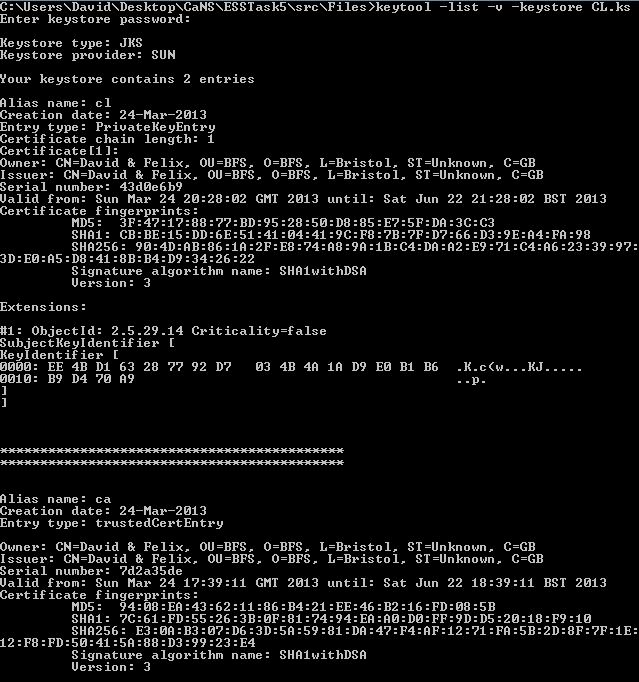 C:\Users\David\Desktop\CaNS\ESSTask5\src\Files>keytool -list -v -keystore CL.ks
Enter keystore password:
Keystore type: JKS
Keystore provider: SUN
Your keystore contains 2 entries
Alias name: cl
Creation date: 24-Mar-2013
Entry type: PrivateKeyEntry
Certificate chain length: 1
Certificate[1]:
Owner: CN=David & Felix, OU=BFS, O=BFS, L=Bristol, ST=Unknown, C=GB
Issuer: CN=David & Felix, OU=BFS, O=BFS, L=Bristol, ST=Unknown, C=GB
Serial number: 43d0e6b9
Valid from: Sun Mar 24 20:28:02 GMT 2013 until: Sat Jun 22 21:28:02 BST 2013
Certificate fingerprints:
MD5: 3F:47:17:88:77:BD:95:28:50:D8:85:E7:5F:DA:3C:C3
SHA1: CB:BE:15:DD:6E:51:41:04:41:9C:F8:7B:7F:D7:66:D3:9E:A4:FA:98
SHA256: 90:4D:AB:86:1A:2F:E8:74:A8:9A:1B:C4:DA:A2:E9:71:C4:A6:23:39:97:
3D:E0:A5:D8:41:8B:B4:D9:34:26:22
Signature algorithm name: SHA1withDSA
Version: 3
Extensions:
#1: ObjectId: 2.5.29.14 Criticality=false
SubjectKeyIdentifier [
KeyIdentifier [
0000: EE 4B D1 63 28 77 92 D7   03 4B 4A 1A D9 E0 B1 B6  .K.c(w...KJ.....
0010: B9 D4 70 A9                                        ..p.
]
]
*******************************************
*******************************************
Alias name: ca
Creation date: 24-Mar-2013
Entry type: trustedCertEntry
Owner: CN=David & Felix, OU=BFS, O=BFS, L=Bristol, ST=Unknown, C=GB
Issuer: CN=David & Felix, OU=BFS, O=BFS, L=Bristol, ST=Unknown, C=GB
Serial number: 7d2a35de
Valid from: Sun Mar 24 17:39:11 GMT 2013 until: Sat Jun 22 18:39:11 BST 2013
Certificate fingerprints:
MD5: 94:08:EA:43:62:11:86:B4:21:EE:46:B2:16:FD:08:5B
SHA1: 7C:61:FD:55:26:3B:0F:81:74:94:EA:A0:D0:FF:9D:D5:20:18:F9:10
SHA256: E3:0A:B3:07:D6:3D:5A:59:81:DA:47:F4:AF:12:71:FA:5B:2D:8F:7F:1E:
12:F8:FD:50:41:5A:88:D3:99:23:E4
Signature algorithm name: SHA1withDSA
Version: 3